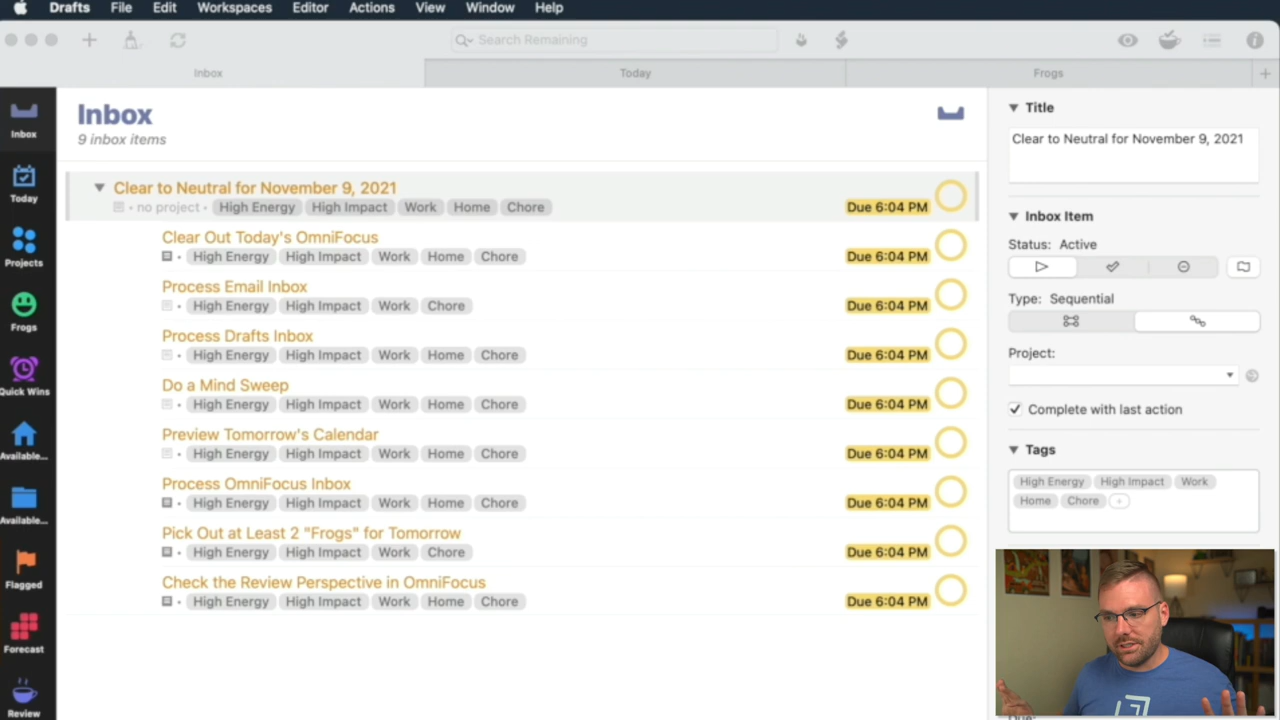 Drafts File Edit Workspaces Editor Actions View Window Help
Search Remaining
Inbox Today Frogs
Inbox
Today
Projects
Frogs
Quick Wins
Available...
Available...
Flagged
Forecast
Review
Inbox
9 inbox items
Clear to Neutral for November 9, 2021
no project • High Energy High Impact Work Home Chore Due 6:04 PM
Clear Out Today's OmniFocus
High Energy High Impact Work Home Chore Due 6:04 PM
Process Email Inbox
High Energy High Impact Work Chore Due 6:04 PM
Process Drafts Inbox
High Energy High Impact Work Home Chore Due 6:04 PM
Do a Mind Sweep
High Energy High Impact Work Home Chore Due 6:04 PM
Preview Tomorrow's Calendar
High Energy High Impact Work Home Chore Due 6:04 PM
Process OmniFocus Inbox
High Energy High Impact Work Home Chore Due 6:04 PM
Pick Out at Least 2 "Frogs" for Tomorrow
High Energy High Impact Work Chore Due 6:04 PM
Check the Review Perspective in OmniFocus
High Energy High Impact Work Home Chore Due 6:04 PM
Title
Clear to Neutral for November 9, 2021
Inbox Item
Status: Active
Type: Sequential
Project:
Complete with last action
Tags
High Energy High Impact Work
Home Chore